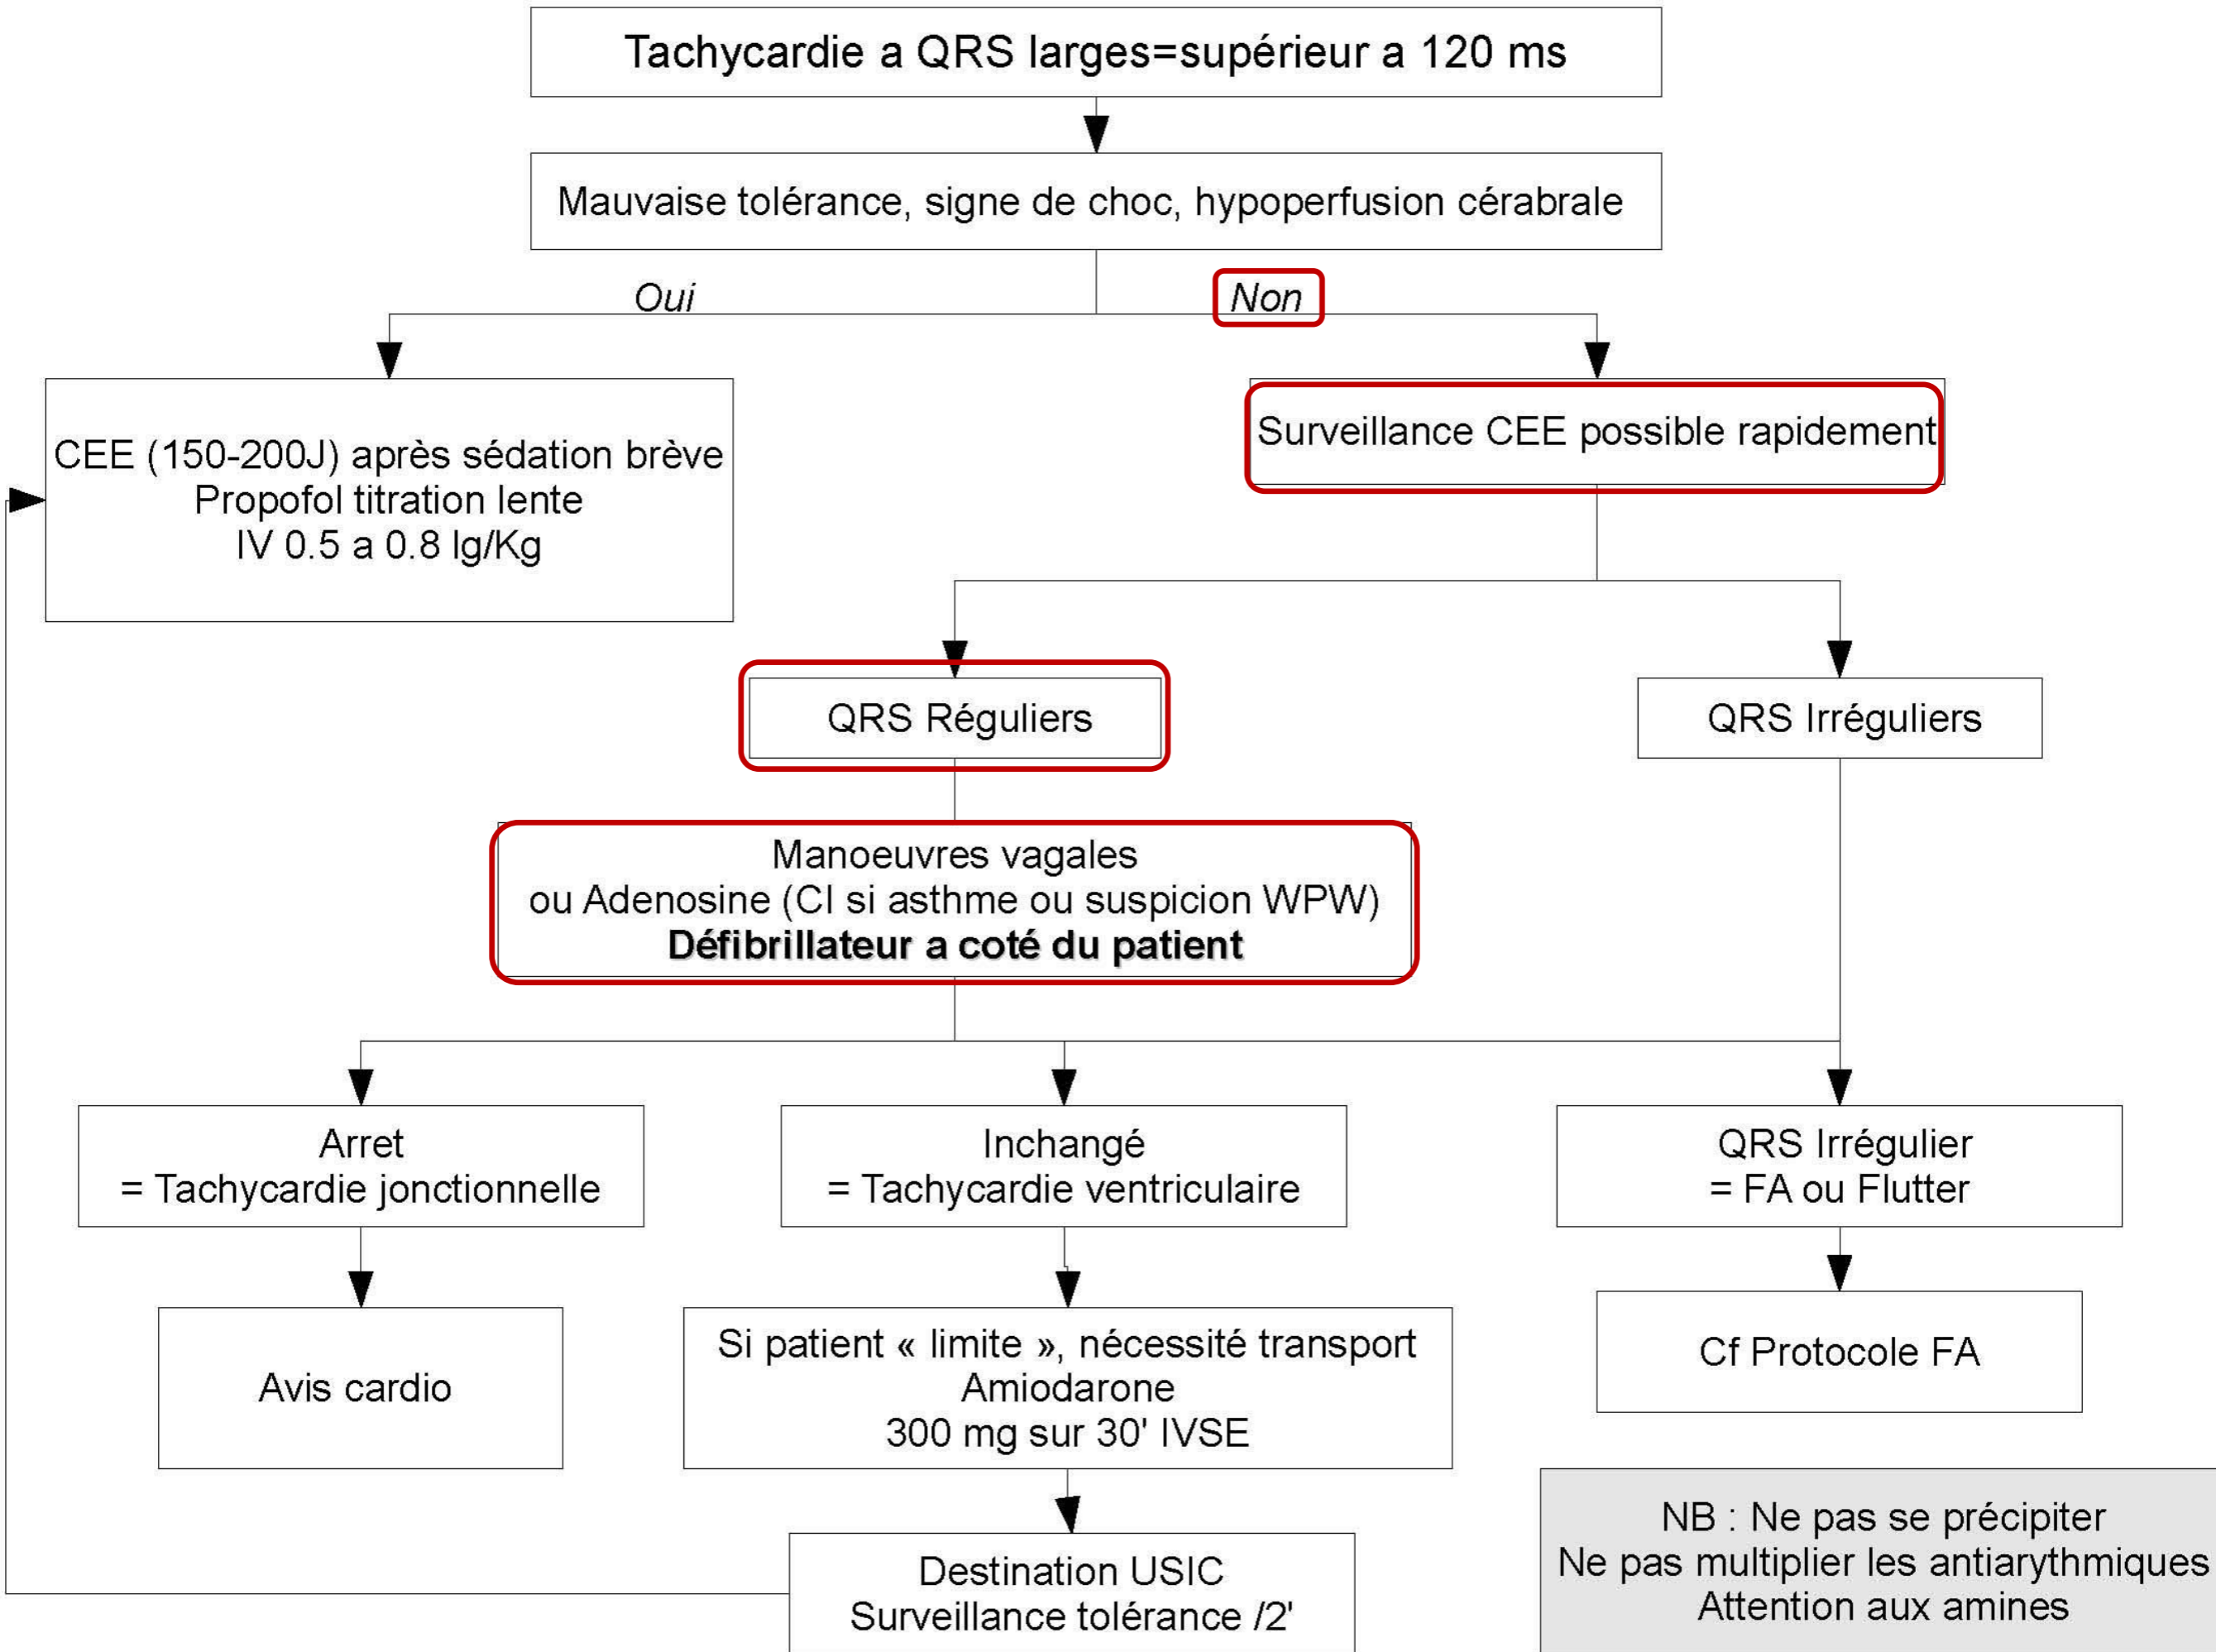 Tachycardie a QRS larges=supérieur a 120 ms
Mauvaise tolérance, signe de choc, hypoperfusion cérabrale
Oui
Non
CEE (150-200J) après sédation brève
Propofol titration lente
IV 0.5 a 0.8 lg/Kg
Surveillance CEE possible rapidement
QRS Réguliers
QRS Irréguliers
Manoeuvres vagales
ou Adenosine (CI si asthme ou suspicion WPW)
Défibrillateur a coté du patient
Arret
= Tachycardie jonctionnelle
Inchangé
= Tachycardie ventriculaire
QRS Irrégulier
= FA ou Flutter
Avis cardio
Si patient « limite », nécessité transport
Amiodarone
300 mg sur 30' IVSE
Cf Protocole FA
Destination USIC
Surveillance tolérance /2'
NB : Ne pas se précipiter
Ne pas multiplier les antiarythmiques
Attention aux amines